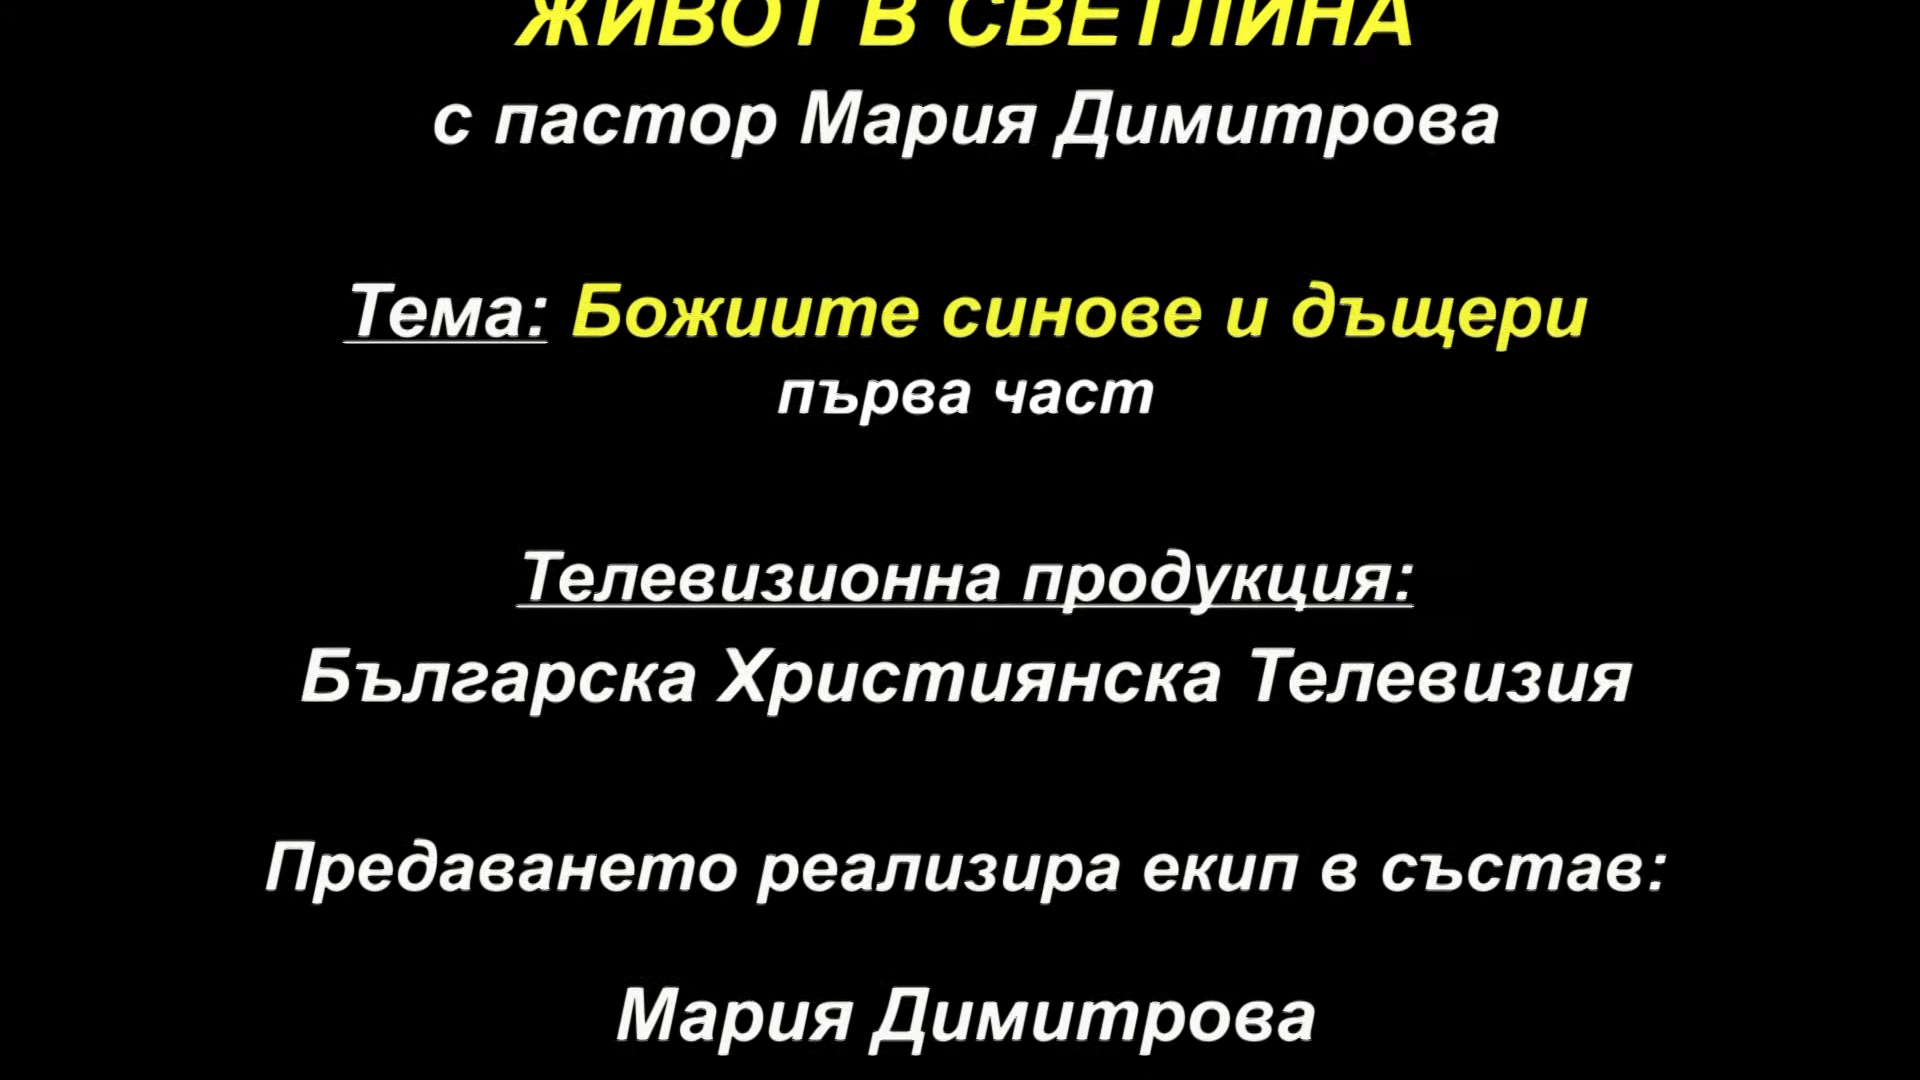 ЖИВОТ В СВЕТЛИНА
с пастор Мария Димитрова
Тема: Божиите синове и дъщери
първа част
Телевизионна продукция:
Българска Християнска Телевизия
Предаването реализира екип в състав:
Мария Димитрова